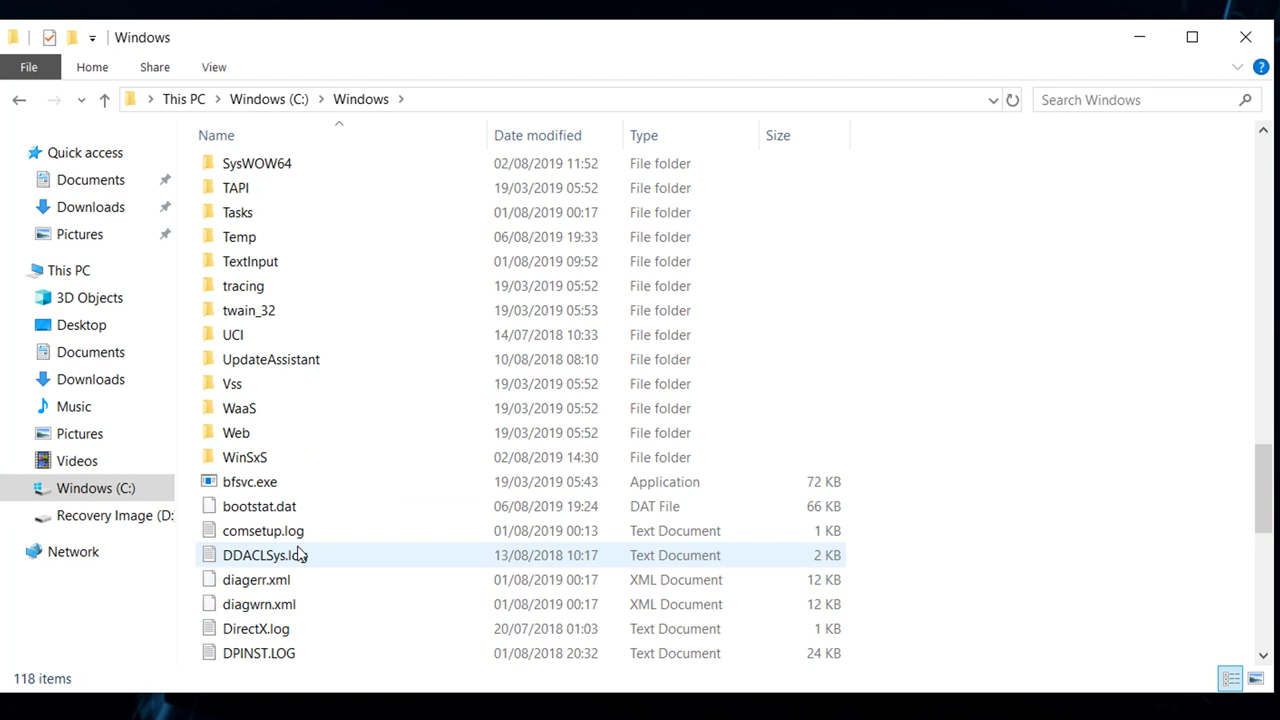 Windows
File Home Share View
This PC Windows (C:) Windows
Search Windows
Name Date modified Type Size
Quick access
Documents
Downloads
Pictures
This PC
3D Objects
Desktop
Documents
Downloads
Music
Pictures
Videos
Windows (C:)
Recovery Image (D:
Network
SysWOW64 02/08/2019 11:52 File folder
TAPI 19/03/2019 05:52 File folder
Tasks 01/08/2019 00:17 File folder
Temp 06/08/2019 19:33 File folder
TextInput 01/08/2019 09:52 File folder
tracing 19/03/2019 05:52 File folder
twain_32 19/03/2019 05:53 File folder
UCI 14/07/2018 10:33 File folder
UpdateAssistant 10/08/2018 08:10 File folder
Vss 19/03/2019 05:52 File folder
WaaS 19/03/2019 05:52 File folder
Web 19/03/2019 05:52 File folder
WinSxS 02/08/2019 14:30 File folder
bfsvc.exe 19/03/2019 05:43 Application 72 KB
bootstat.dat 06/08/2019 19:24 DAT File 66 KB
comsetup.log 01/08/2019 00:13 Text Document 1 KB
DDACLSys.log 13/08/2018 10:17 Text Document 2 KB
diagerr.xml 01/08/2019 00:17 XML Document 12 KB
diagwrn.xml 01/08/2019 00:17 XML Document 12 KB
DirectX.log 20/07/2018 01:03 Text Document 1 KB
DPINST.LOG 01/08/2018 20:32 Text Document 24 KB
118 items